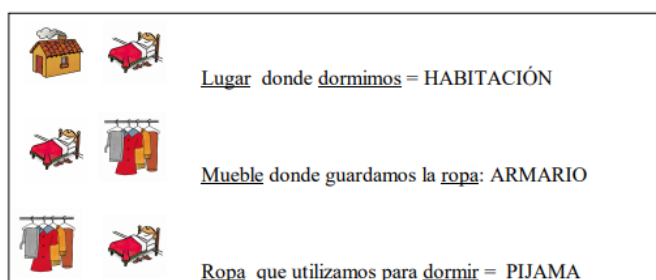 Lugar donde dormimos = HABITACIÓN
Mueble donde guardamos la ropa: ARMARIO
Ropa que utilizamos para dormir = PIJAMA